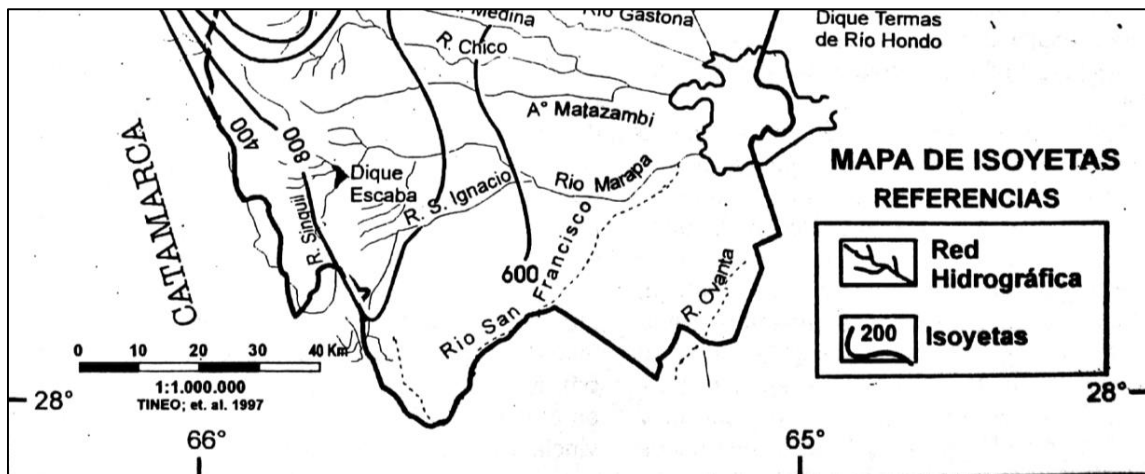 Medina
Río Gastona
Dique Termas
de Río Hondo
R. Chico
A° Matazambi
400
800
CATAMARCA
Dique
Escaba
R. Singuil
R. S. Ignacio
Rio Marapa
600
Rio San Francisco
R. Ovanta
MAPA DE ISOYETAS
REFERENCIAS
Red
Hidrográfica
200
Isoyetas
0 10 20 30 40 Km
1:1.000.000
TINEO; et. al. 1997
28°
28°
66°
65°